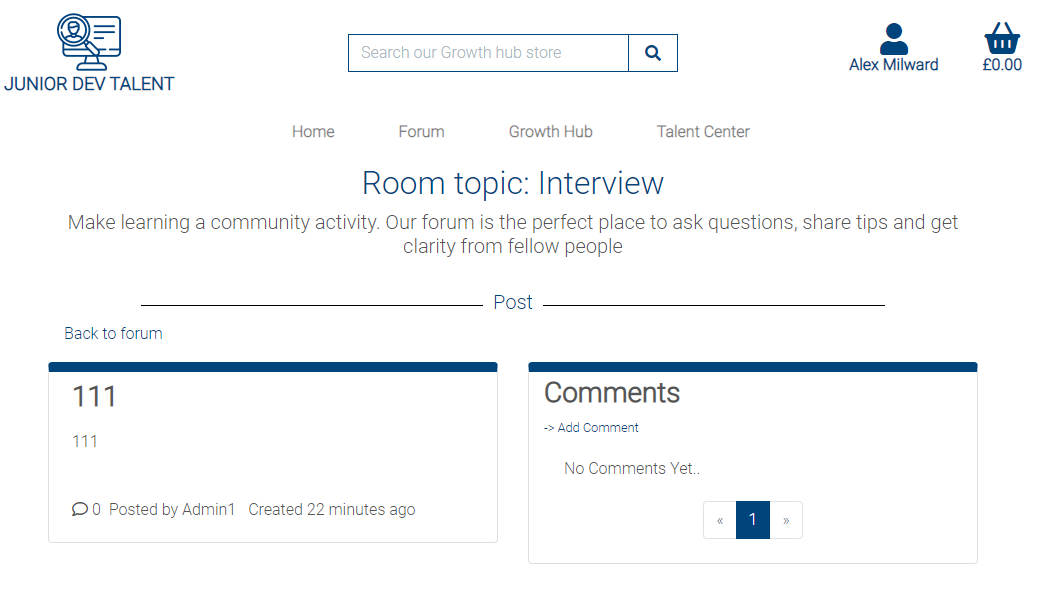 JUNIOR DEV TALENT
Search our Growth hub store
Alex Milward
£0.00
Home Forum Growth Hub Talent Center
Room topic: Interview
Make learning a community activity. Our forum is the perfect place to ask questions, share tips and get
clarity from fellow people
Post
Back to forum
111
111
0 Posted by Admin1 Created 22 minutes ago
Comments
-> Add Comment
No Comments Yet..
« 1 »